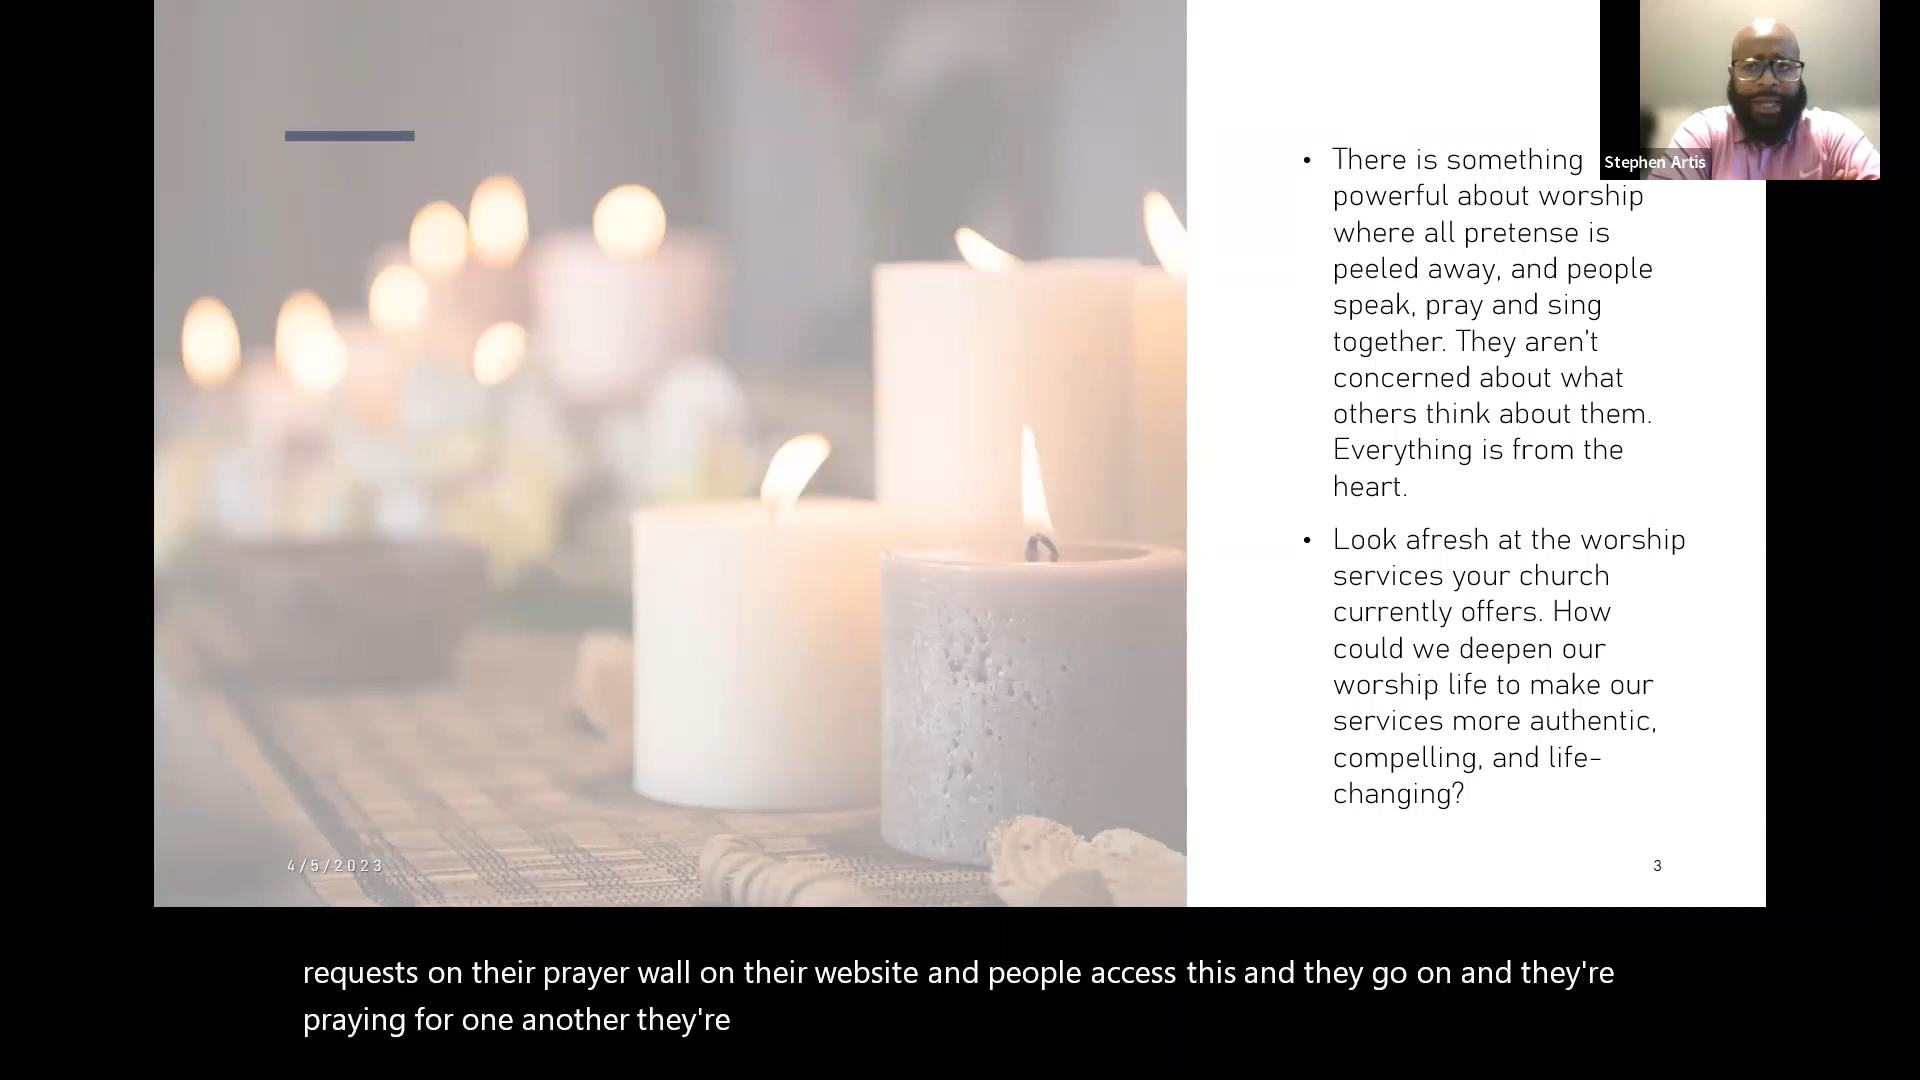 Stephen Artis
• There is something
powerful about worship
where all pretense is
peeled away, and people
speak, pray and sing
together. They aren’t
concerned about what
others think about them.
Everything is from the
heart.
• Look afresh at the worship
services your church
currently offers. How
could we deepen our
worship life to make our
services more authentic,
compelling, and life-
changing?
4/5/2023
3
requests on their prayer wall on their website and people access this and they go on and they're
praying for one another they're